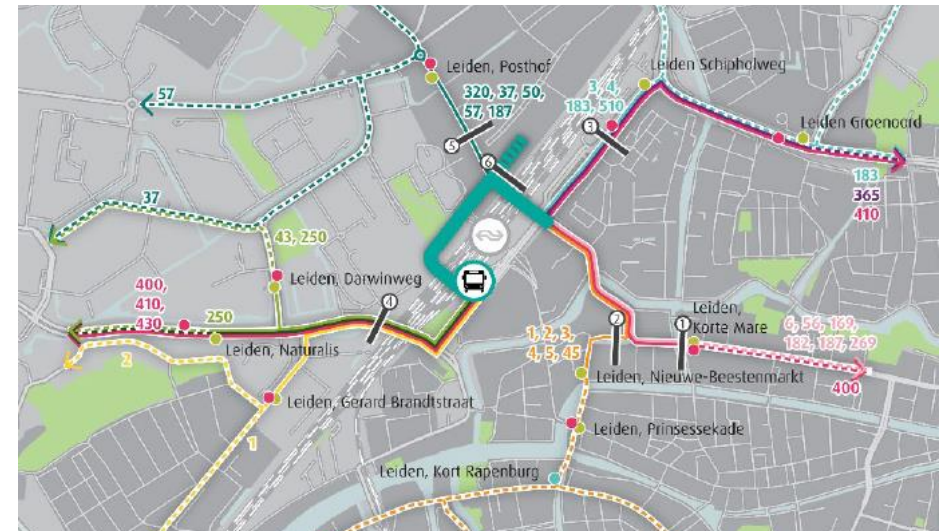 Leiden, Posthof
Leiden Schipholweg
57
320, 37, 50,
57, 187
3, 4,
183, 510
5
6
3
Leiden Groenoord
183
365
410
37
43, 250
Leiden, Darwinweg
400,
410,
430
250
4
Leiden, Naturalis
2
1, 2, 3,
4, 5, 45
2
1
Leiden,
Korte Mare
6, 56, 169,
182, 187, 269
400
Leiden, Nieuwe-Beestenmarkt
Leiden, Gerard Brandtstraat
Leiden, Prinsessekade
1
Leiden, Kort Rapenburg